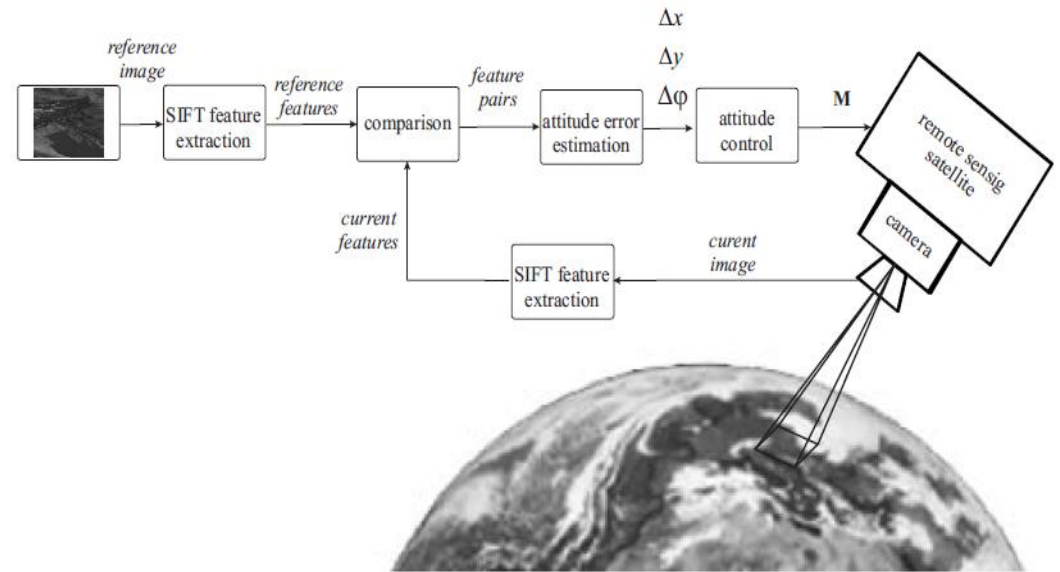 reference
image
SIFT feature
extraction
reference
features
comparison
feature
pairs
attitude error
estimation
Δx
Δy
Δφ
attitude
control
M
remote sensig
satellite
camera
current
features
SIFT feature
extraction
curent
image